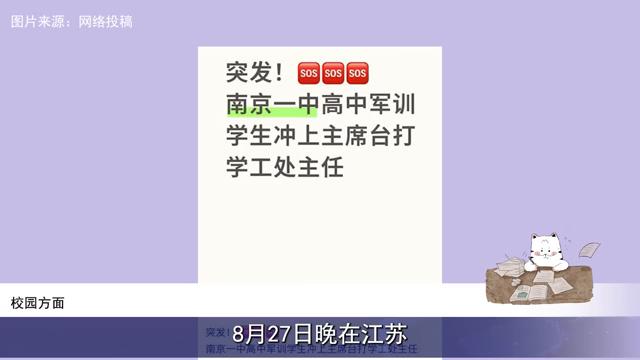 图片来源：网络投稿
突发！SOS SOS SOS
南京一中高中军训
学生冲上主席台打
学工处主任
校园方面
突发！
8月27日晚在江苏
南京一中高中军训学生冲上主席台打学工处主任